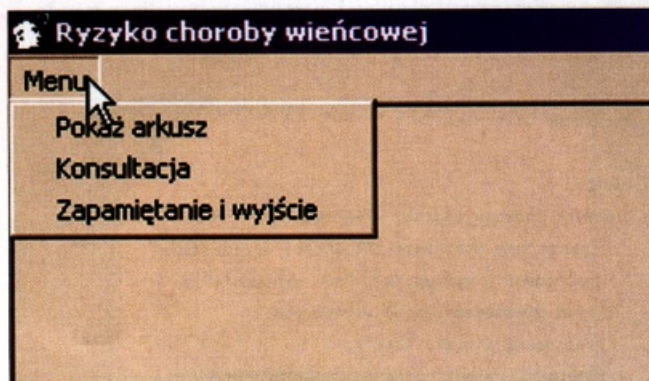 Ryzyko choroby wieńcowej
Menu
Pokaż arkusz
Konsultacja
Zapamiętanie i wyjście